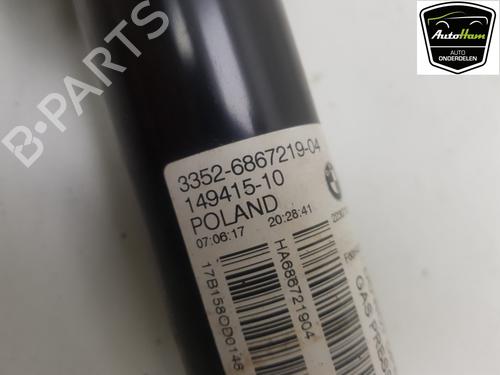 AutoHam
AUTO
ONDERDELEN
B-PARTS
3352-6867219-04
149415-10
POLAND
07:06:17 20:28:41
HA686721904
17B158OD0148
GAS PRES